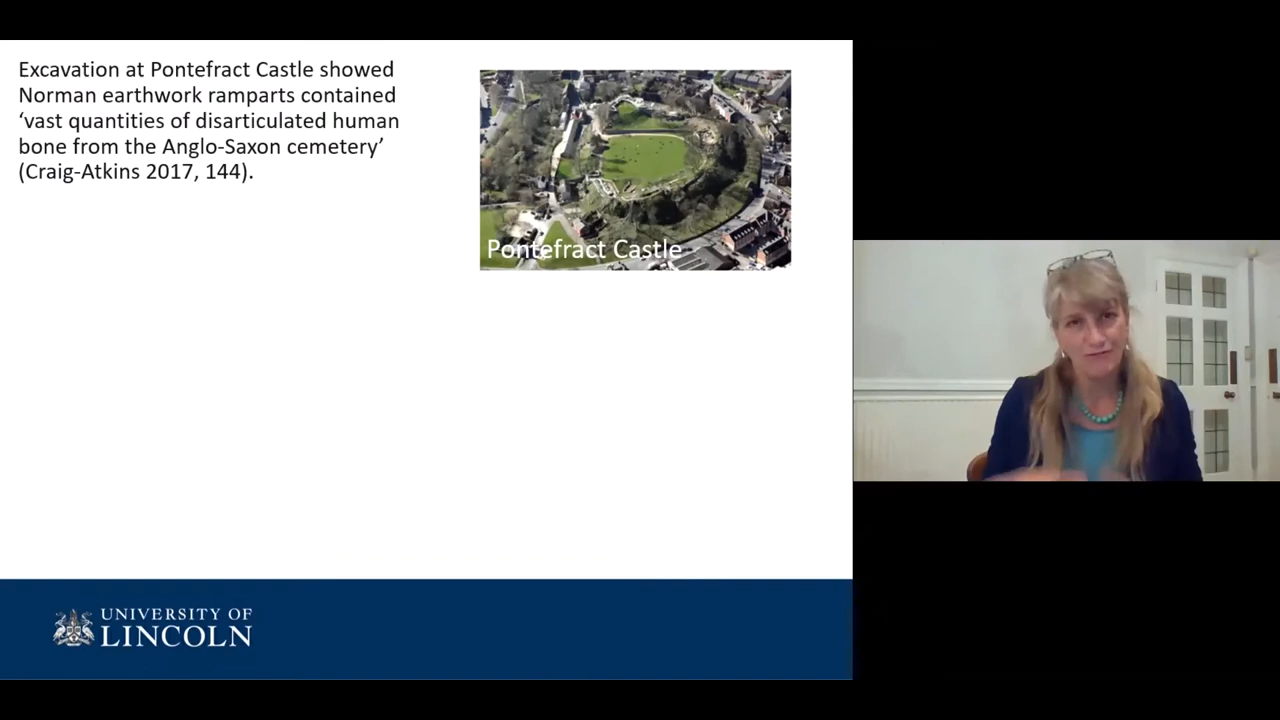 Excavation at Pontefract Castle showed
Norman earthwork ramparts contained
‘vast quantities of disarticulated human
bone from the Anglo-Saxon cemetery’
(Craig-Atkins 2017, 144).
Pontefract Castle
UNIVERSITY OF
LINCOLN